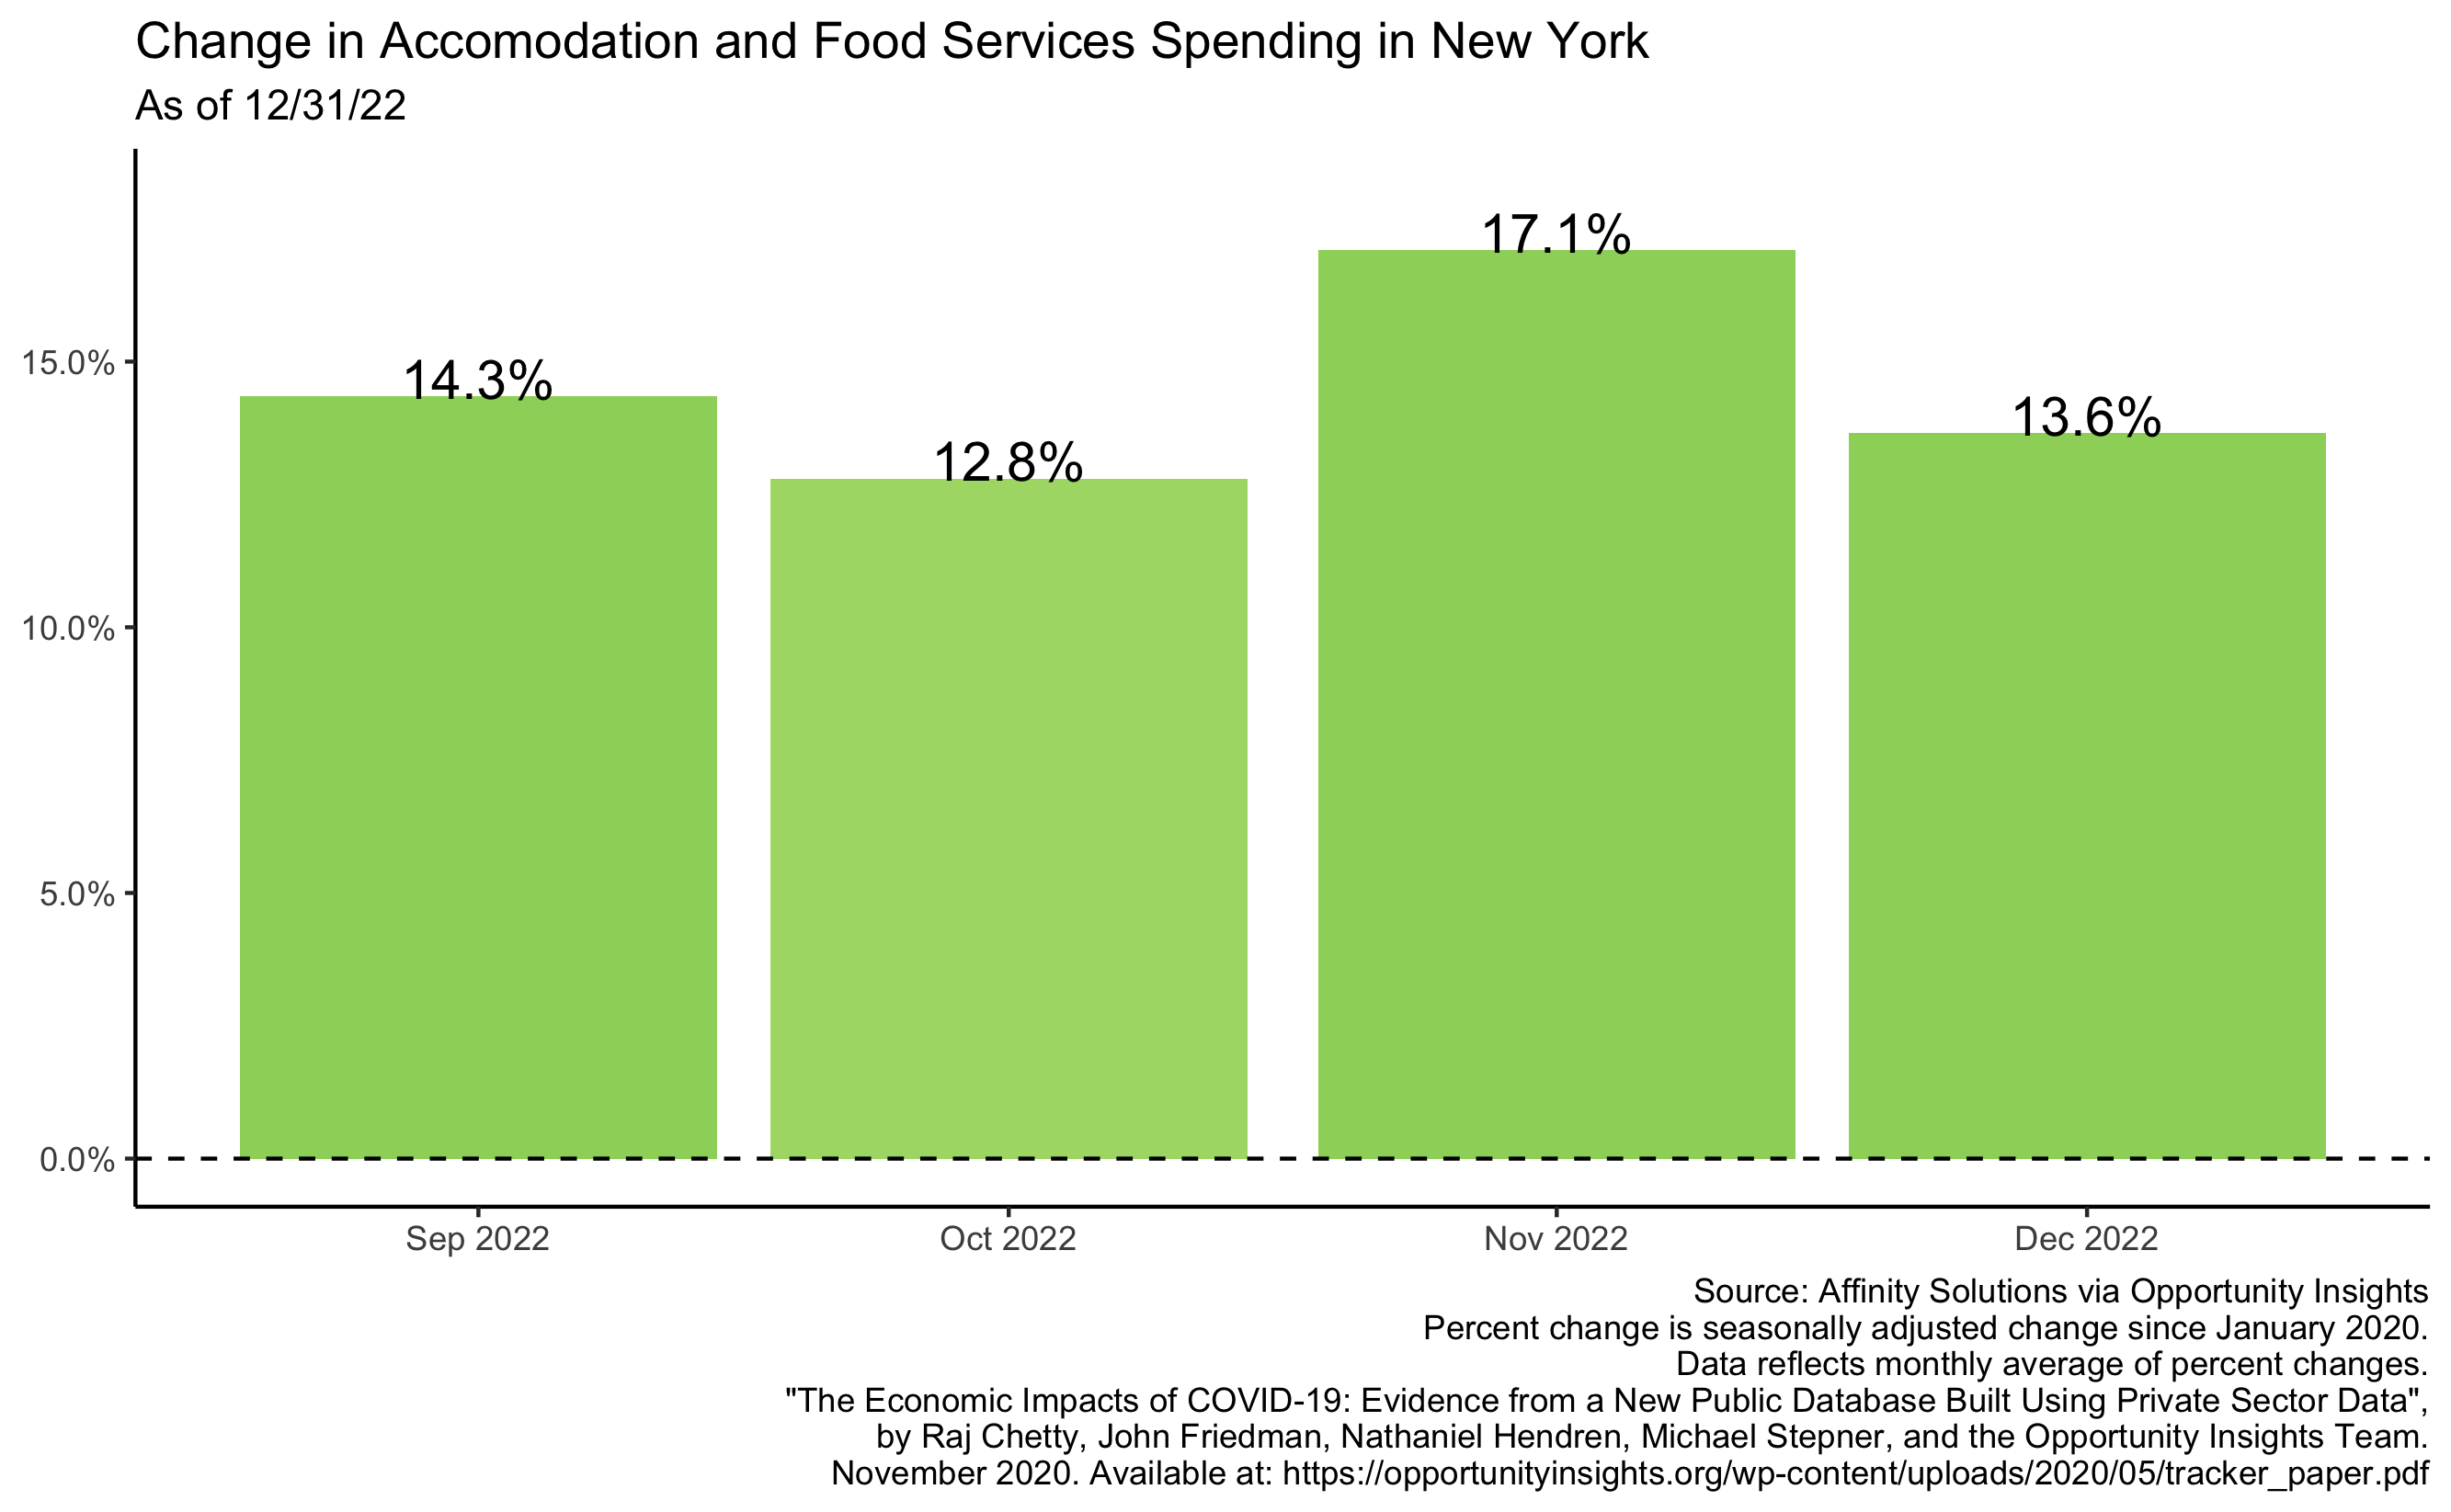 Change in Accomodation and Food Services Spending in New York
As of 12/31/22
17.1%
15.0%
14.3%
13.6%
12.8%
10.0%
5.0%
0.0%
Sep 2022
Oct 2022
Nov 2022
Dec 2022
Source: Affinity Solutions via Opportunity Insights
Percent change is seasonally adjusted change since January 2020.
Data reflects monthly average of percent changes.
"The Economic Impacts of COVID-19: Evidence from a New Public Database Built Using Private Sector Data",
by Raj Chetty, John Friedman, Nathaniel Hendren, Michael Stepner, and the Opportunity Insights Team.
November 2020. Available at: https://opportunityinsights.org/wp-content/uploads/2020/05/tracker_paper.pdf